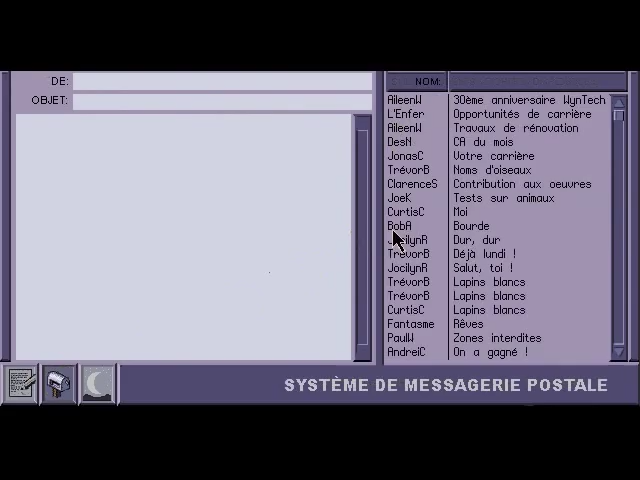 DE:
OBJET:
NOM:
AileenW 30ème anniversaire WynTech
L'Enfer Opportunités de carrière
AileenW Travaux de rénovation
DesN CA du mois
JonasC Votre carrière
TrévorB Noms d'oiseaux
ClarenceS Contribution aux oeuvres
JoeK Tests sur animaux
CurtisC Moi
BobA Bourde
JocilynR Dur, dur
TrévorB Déjà lundi !
JocilynR Salut, toi !
TrévorB Lapins blancs
TrévorB Lapins blancs
CurtisC Lapins blancs
Fantasme Rêves
PaulW Zones interdites
AndreiC On a gagné !
SYSTÈME DE MESSAGERIE POSTALE